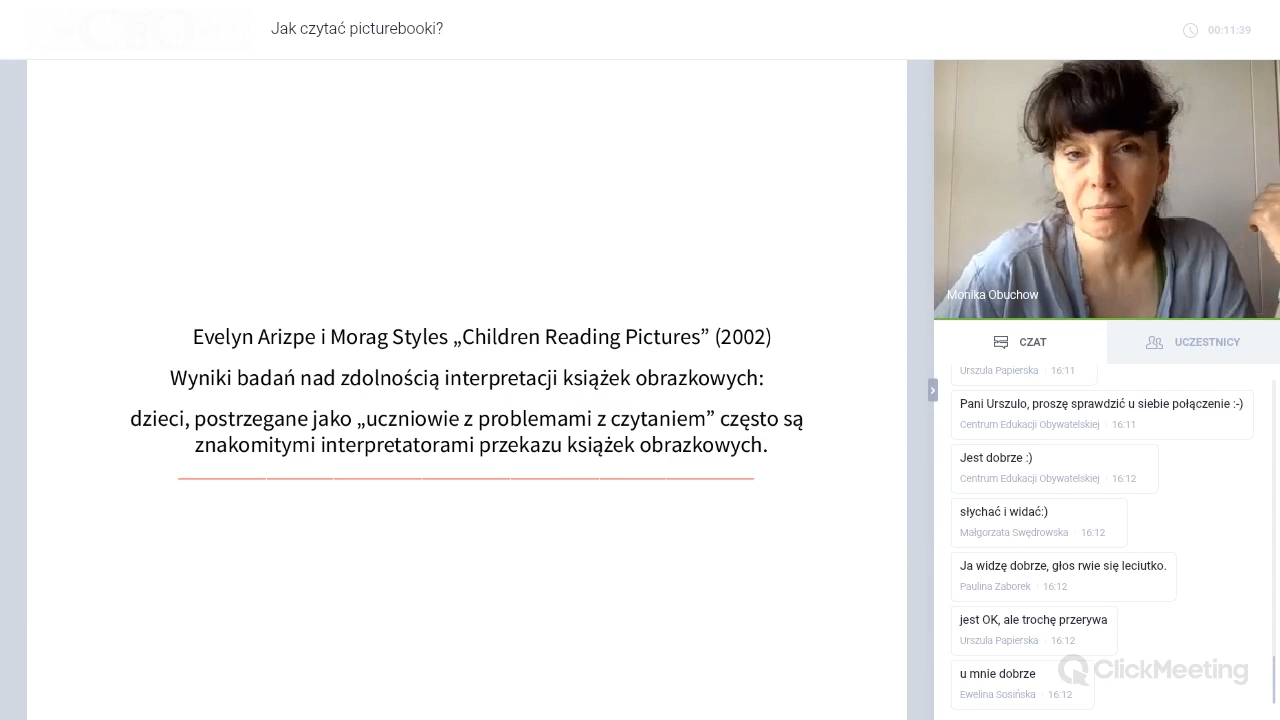 Jak czytać picturebooki?
00:11:39
Evelyn Arizpe i Morag Styles „Children Reading Pictures” (2002)
Wyniki badań nad zdolnością interpretacji książek obrazkowych:
dzieci, postrzegane jako „uczniowie z problemami z czytaniem” często są
znakomitymi interpretatorami przekazu książek obrazkowych.
Monika Obuchow
CZAT
UCZESTNICY
Urszula Papierska · 16:11
Pani Urszulo, proszę sprawdzić u siebie połączenie :-)
Centrum Edukacji Obywatelskiej · 16:11
Jest dobrze :)
Centrum Edukacji Obywatelskiej · 16:12
słychać i widać:)
Małgorzata Swędrowska · 16:12
Ja widzę dobrze, głos rwie się leciutko.
Paulina Zaborek · 16:12
jest OK, ale trochę przerywa
Urszula Papierska · 16:12
u mnie dobrze
Ewelina Sosińska · 16:12
ClickMeeting